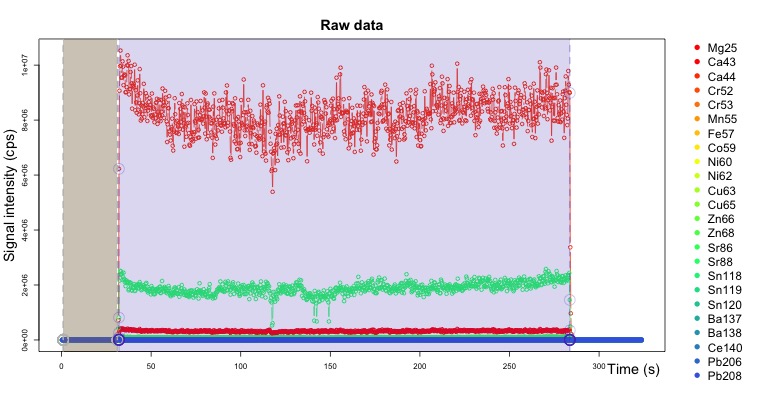 Raw data
Signal intensity (cps)
1e+07
8e+06
6e+06
4e+06
2e+06
0e+00
0 50 100 150 200 250 300 Time (s)
Mg25
Ca43
Ca44
Cr52
Cr53
Mn55
Fe57
Co59
Ni60
Ni62
Cu63
Cu65
Zn66
Zn68
Sr86
Sr88
Sn118
Sn119
Sn120
Ba137
Ba138
Ce140
Pb206
Pb208